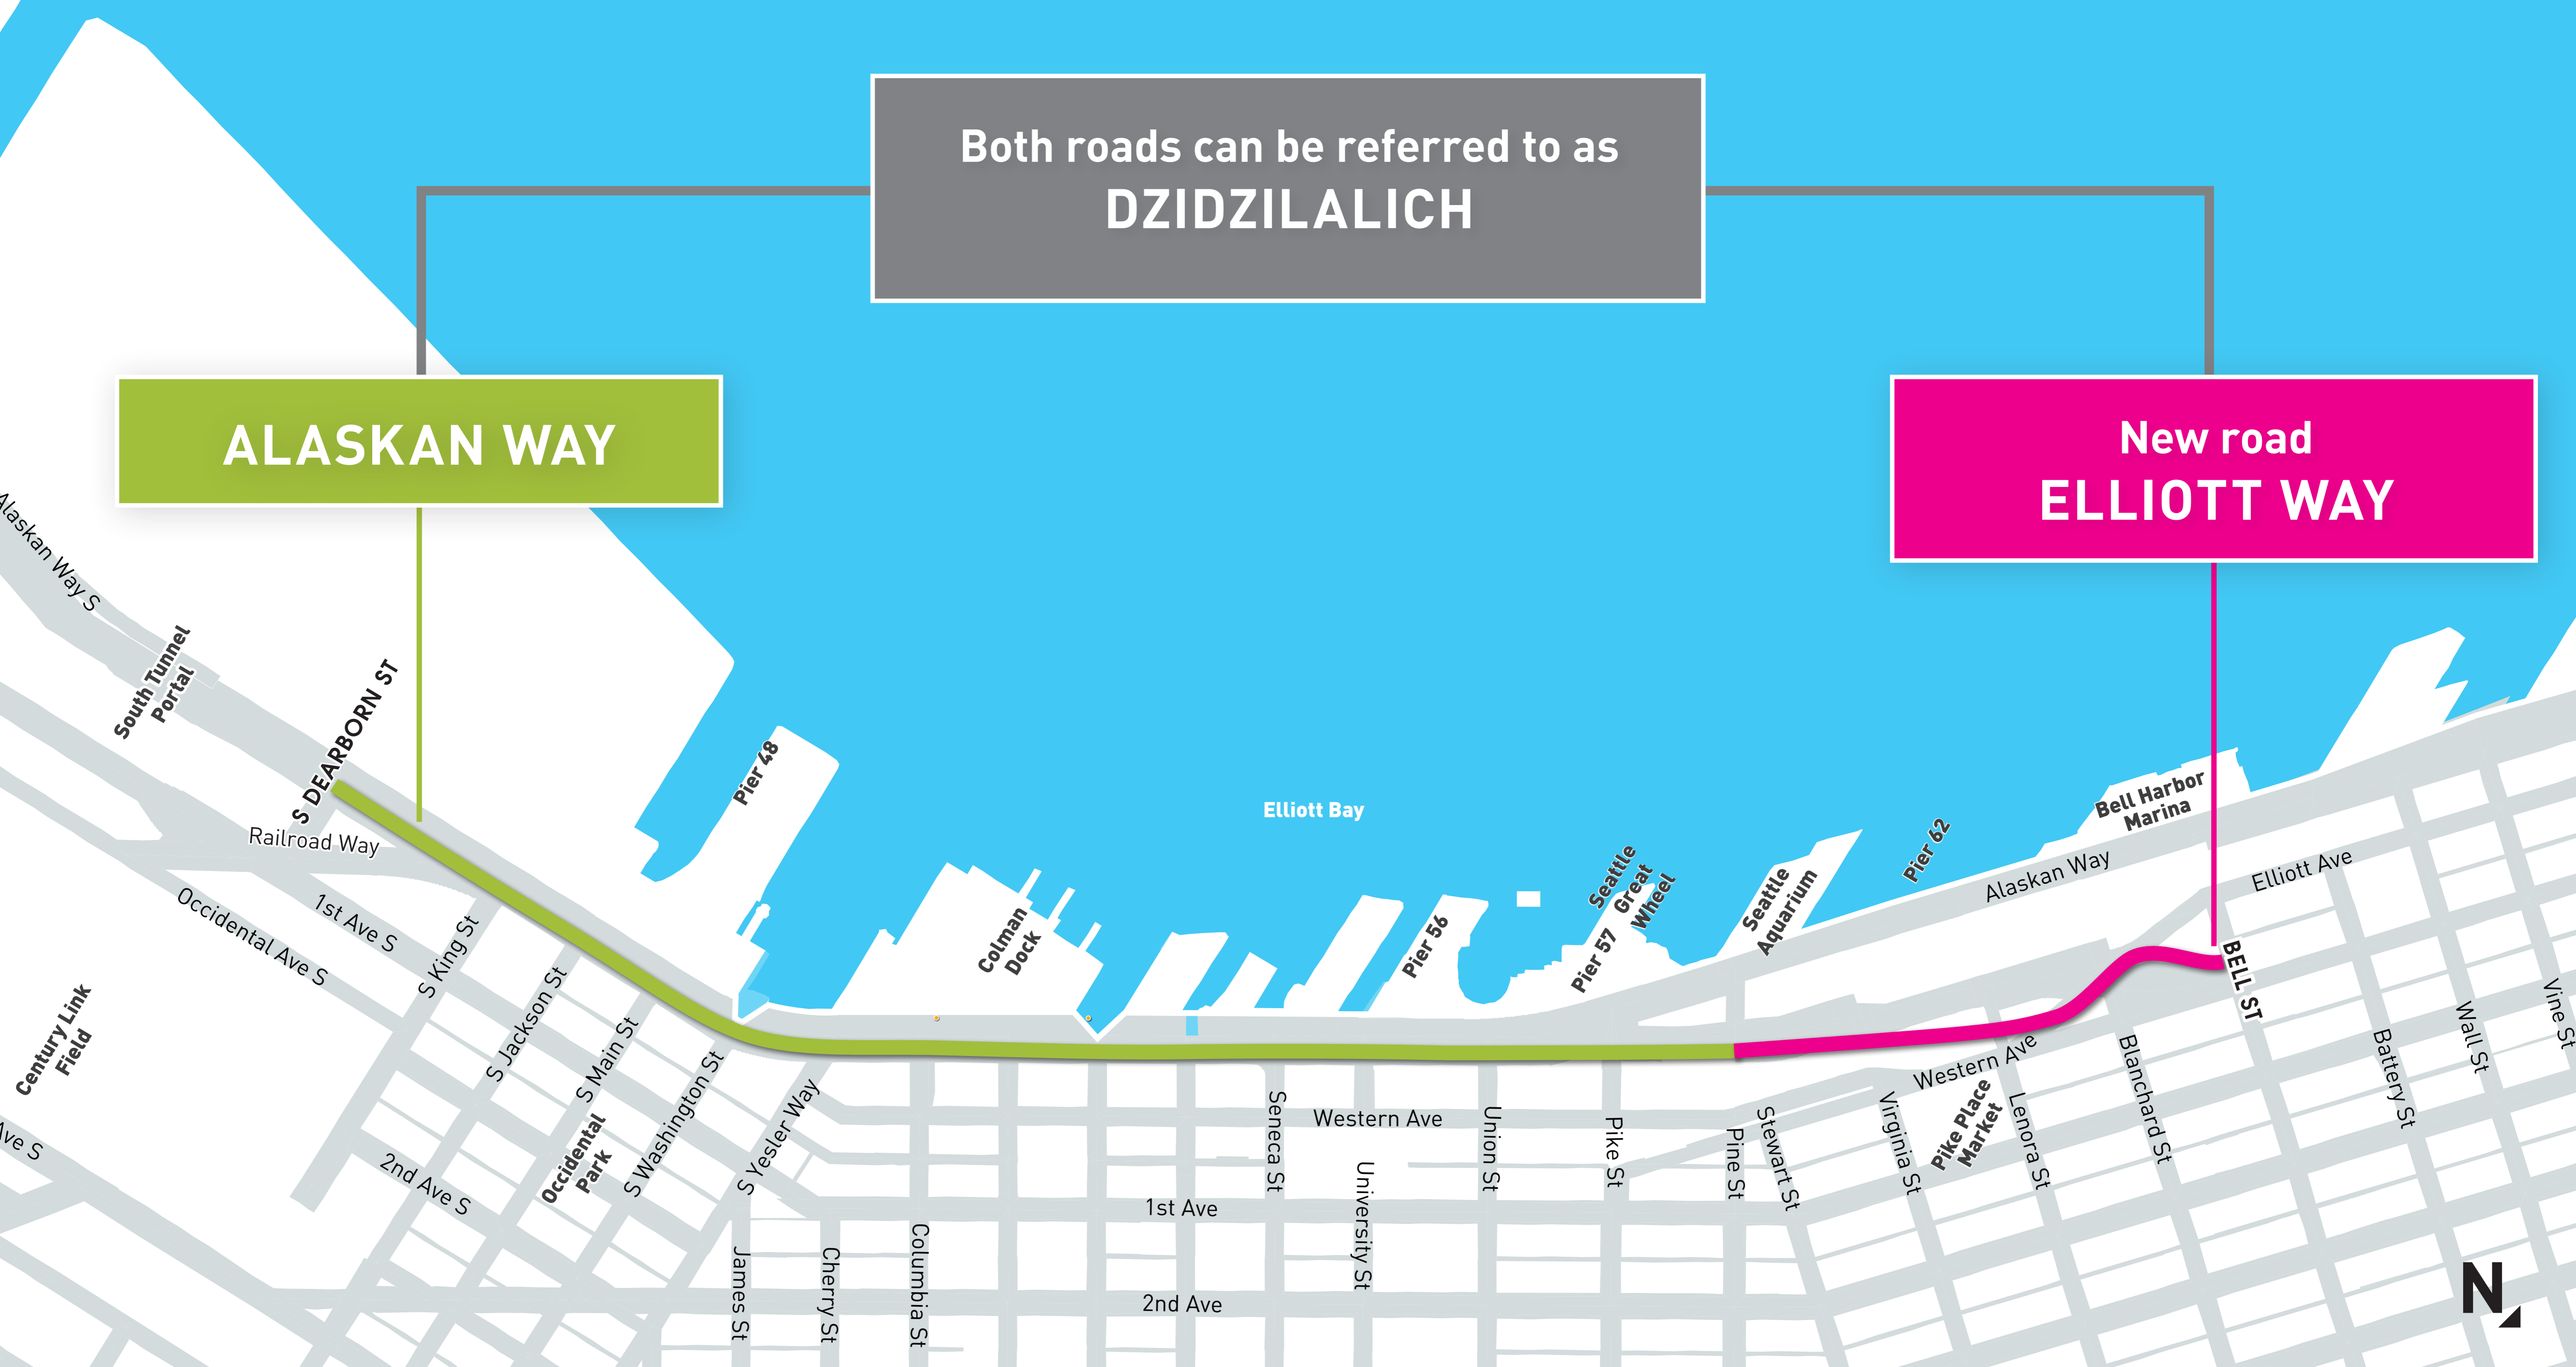 Both roads can be referred to as
DZIDZILALICH
ALASKAN WAY
New road
ELLIOTT WAY
Alaskan Way S
South Tunnel
Portal
S DEARBORN ST
Railroad Way
Occidental Ave S
1st Ave S
S King St
S Jackson St
S Main St
Occidental
Park
S Washington St
S Yesler Way
2nd Ave S
Century Link
Field
Ave S
Pier 48
Colman
Dock
Elliott Bay
Pier 56
Pier 57
Seattle
Great
Wheel
Seattle
Aquarium
Pier 62
Bell Harbor
Marina
Alaskan Way
Elliott Ave
BELL ST
Western Ave
Western Ave
Pike Place
Market
1st Ave
2nd Ave
James St
Cherry St
Columbia St
Seneca St
University St
Union St
Pike St
Pine St
Stewart St
Virginia St
Lenora St
Blanchard St
Battery St
Wall St
Vine St
N